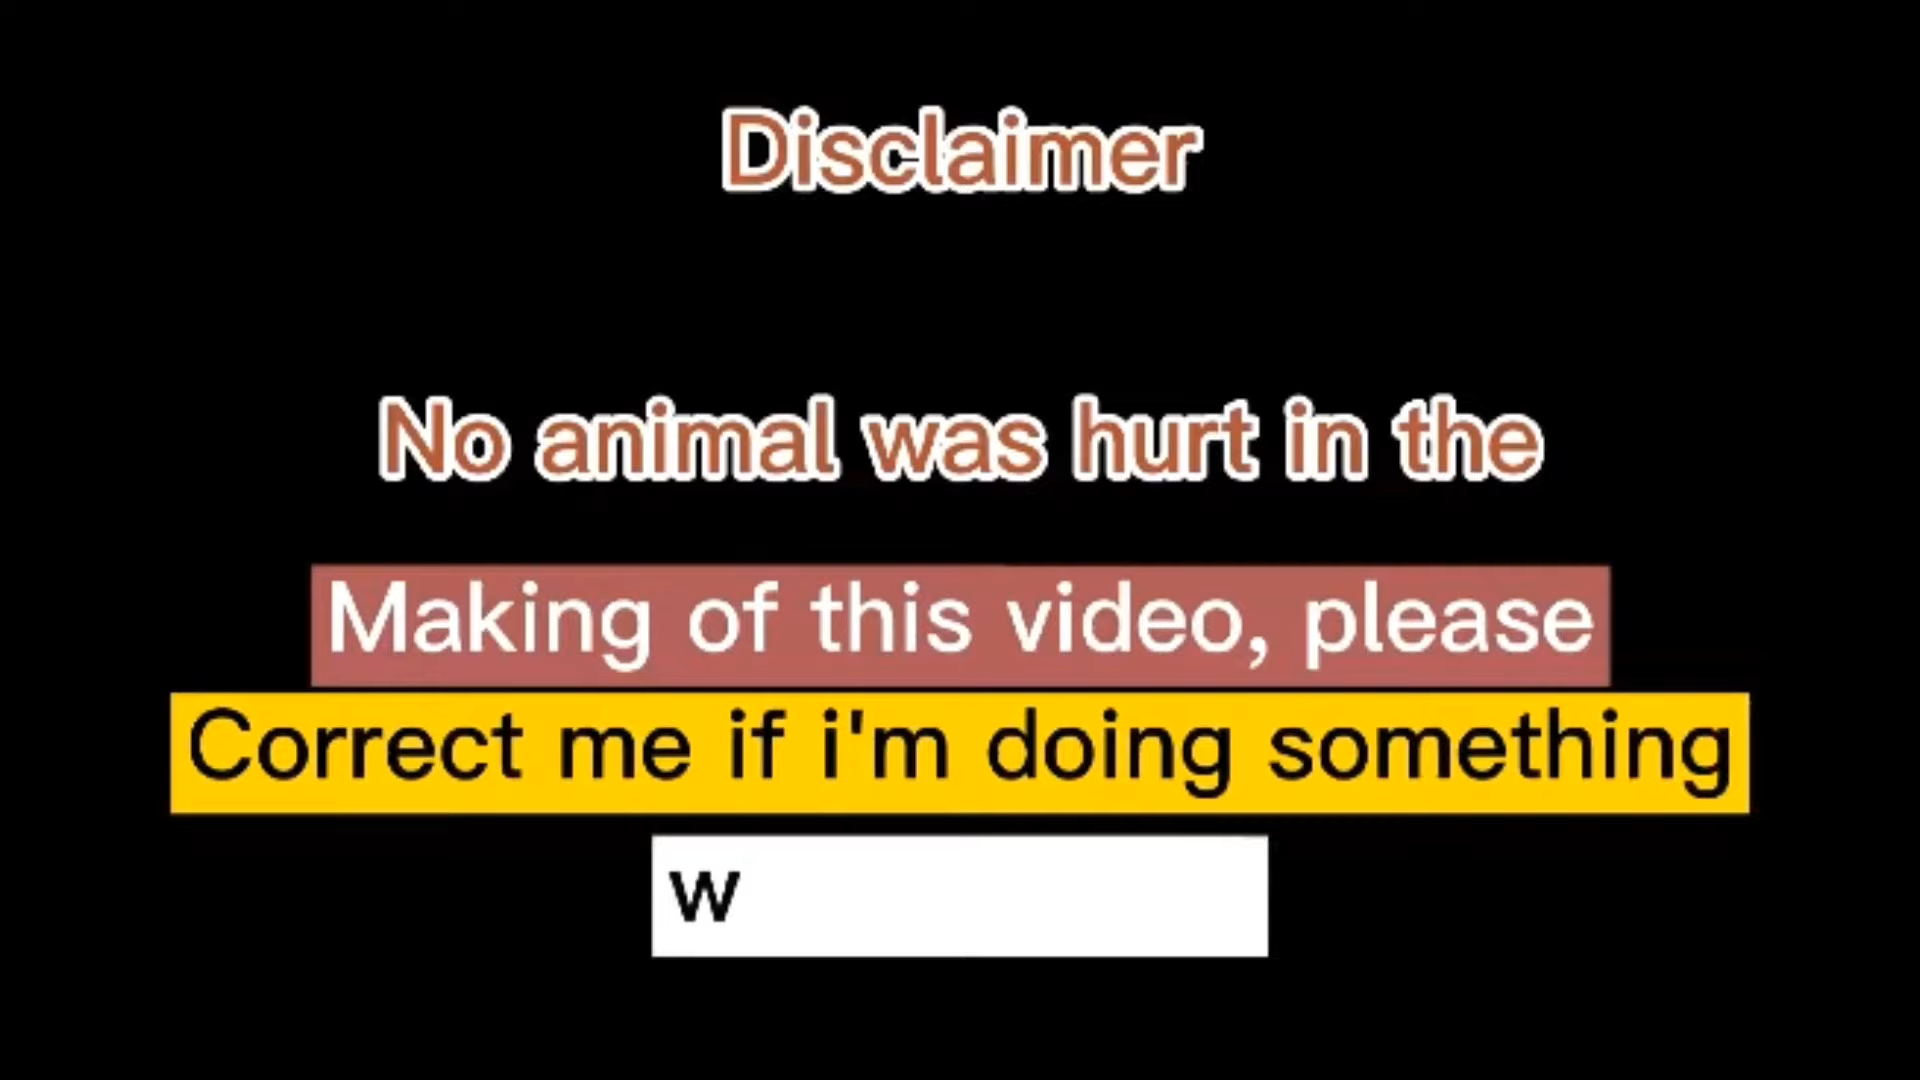 Disclaimer
No animal was hurt in the
Making of this video, please
Correct me if i'm doing something
w